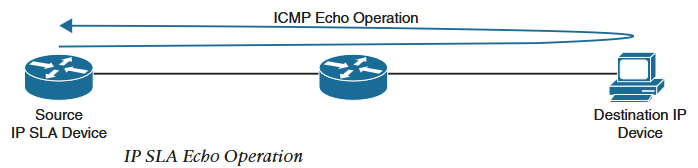 ICMP Echo Operation
Source
IP SLA Device
Destination IP
Device
IP SLA Echo Operation